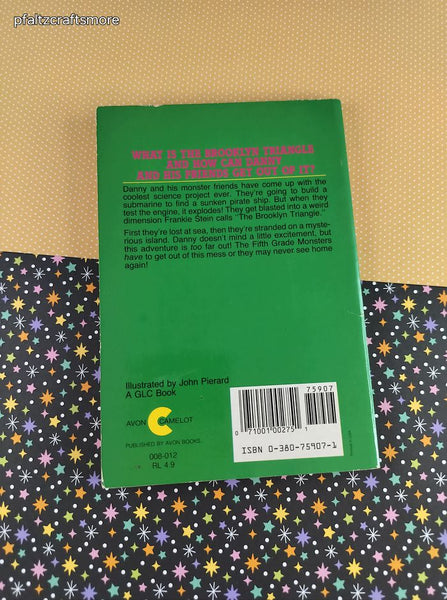 pfaltzcraftsmore
WHAT IS THE BROOKLYN TRIANGLE
AND HOW CAN DANNY
AND HIS FRIENDS GET OUT OF IT?
Danny and his monster friends have come up with the
coolest science project ever. They're going to build a
submarine to find a sunken pirate ship. But when they
test the engine, it explodes! They get blasted into a weird
dimension Frankie Stein calls "The Brooklyn Triangle."
First they're lost at sea, then they're stranded on a myste-
rious island. Danny doesn't mind a little excitement, but
this adventure is too far out! The Fifth Grade Monsters
have to get out of this mess or they may never see home
again!
Illustrated by John Pierard
A GLC Book
AVON CAMELOT
PUBLISHED BY AVON BOOKS
008-012
RL 4.9
75907
0 71001 00275 1
ISBN 0-380-75907-1